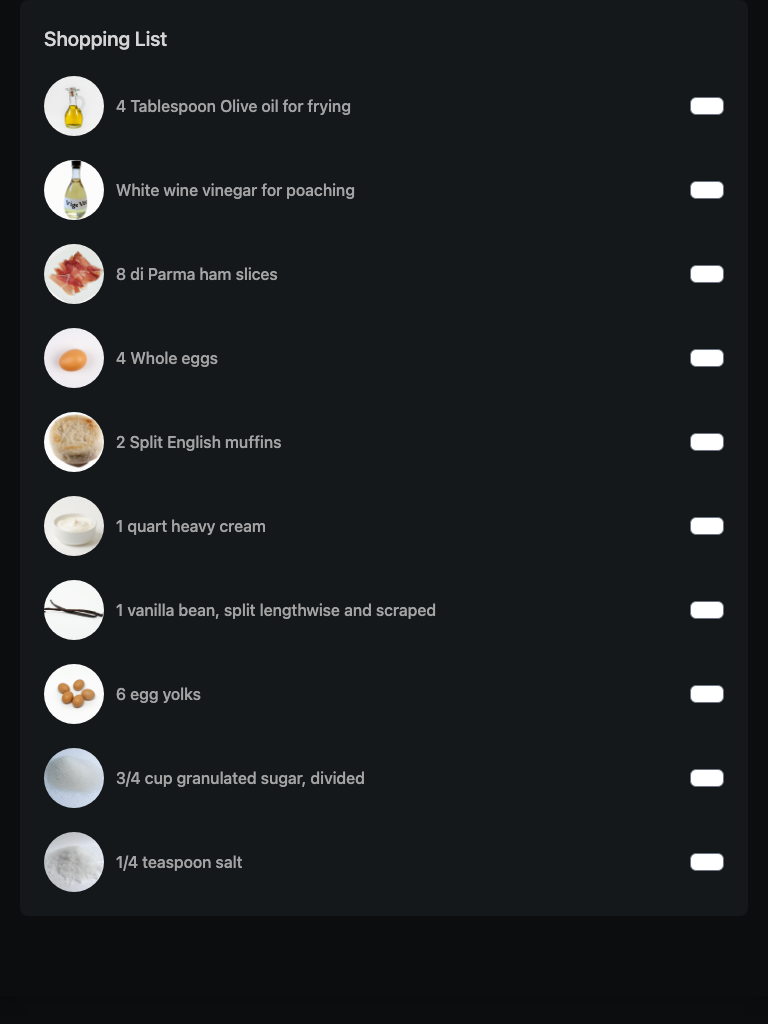 Shopping List
4 Tablespoon Olive oil for frying
White wine vinegar for poaching
8 di Parma ham slices
4 Whole eggs
2 Split English muffins
1 quart heavy cream
1 vanilla bean, split lengthwise and scraped
6 egg yolks
3/4 cup granulated sugar, divided
1/4 teaspoon salt